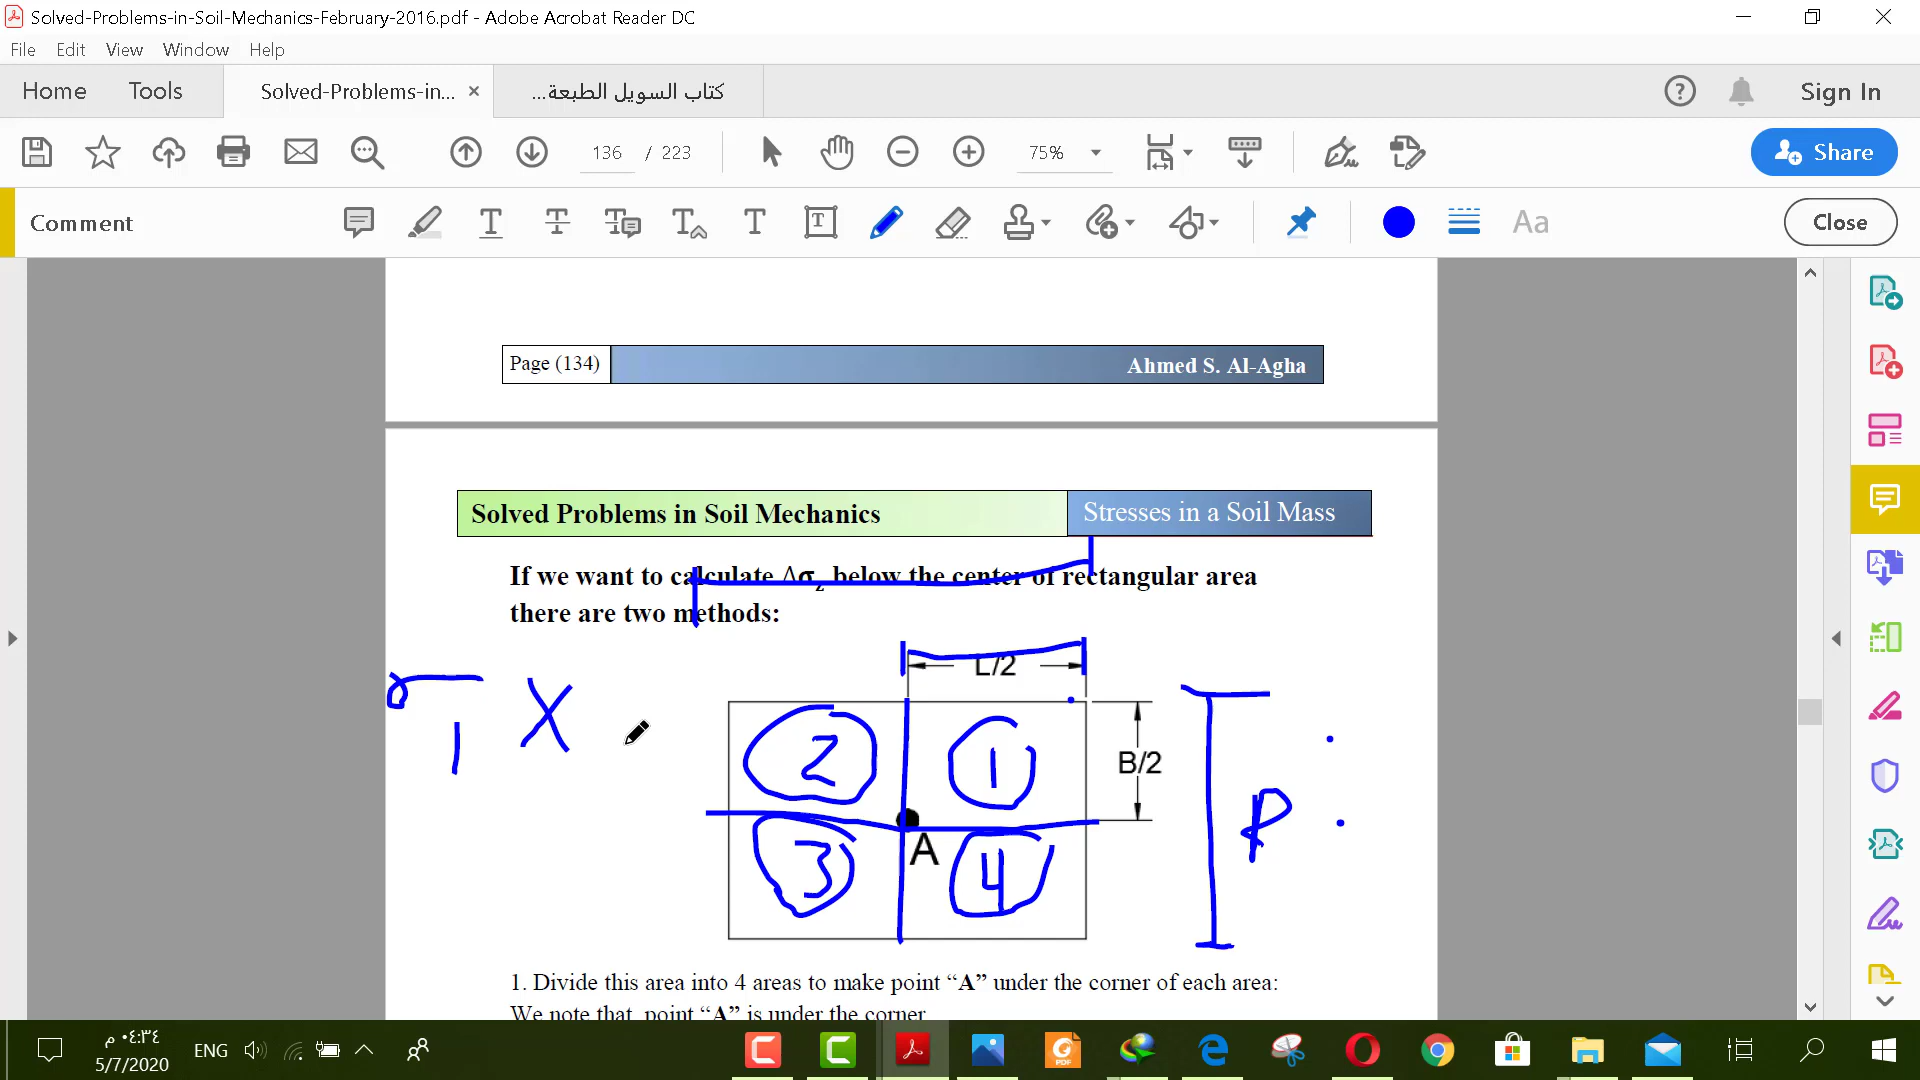 Solved-Problems-in-Soil-Mechanics-February-2016.pdf - Adobe Acrobat Reader DC
File Edit View Window Help
Home Tools Solved-Problems-in... × كتاب السويل الطبعة... Sign In
136 / 223 75% Share
Comment Aa Close
Page (134) Ahmed S. Al-Agha
Solved Problems in Soil Mechanics Stresses in a Soil Mass
If we want to calculate Δσz below the center of rectangular area
there are two methods:
L/2
X
2 1 B/2
A
3 4
1. Divide this area into 4 areas to make point “A” under the corner of each area:
We note that point “A” is under the corner
٠٤:٣٤ م
ENG
5/7/2020